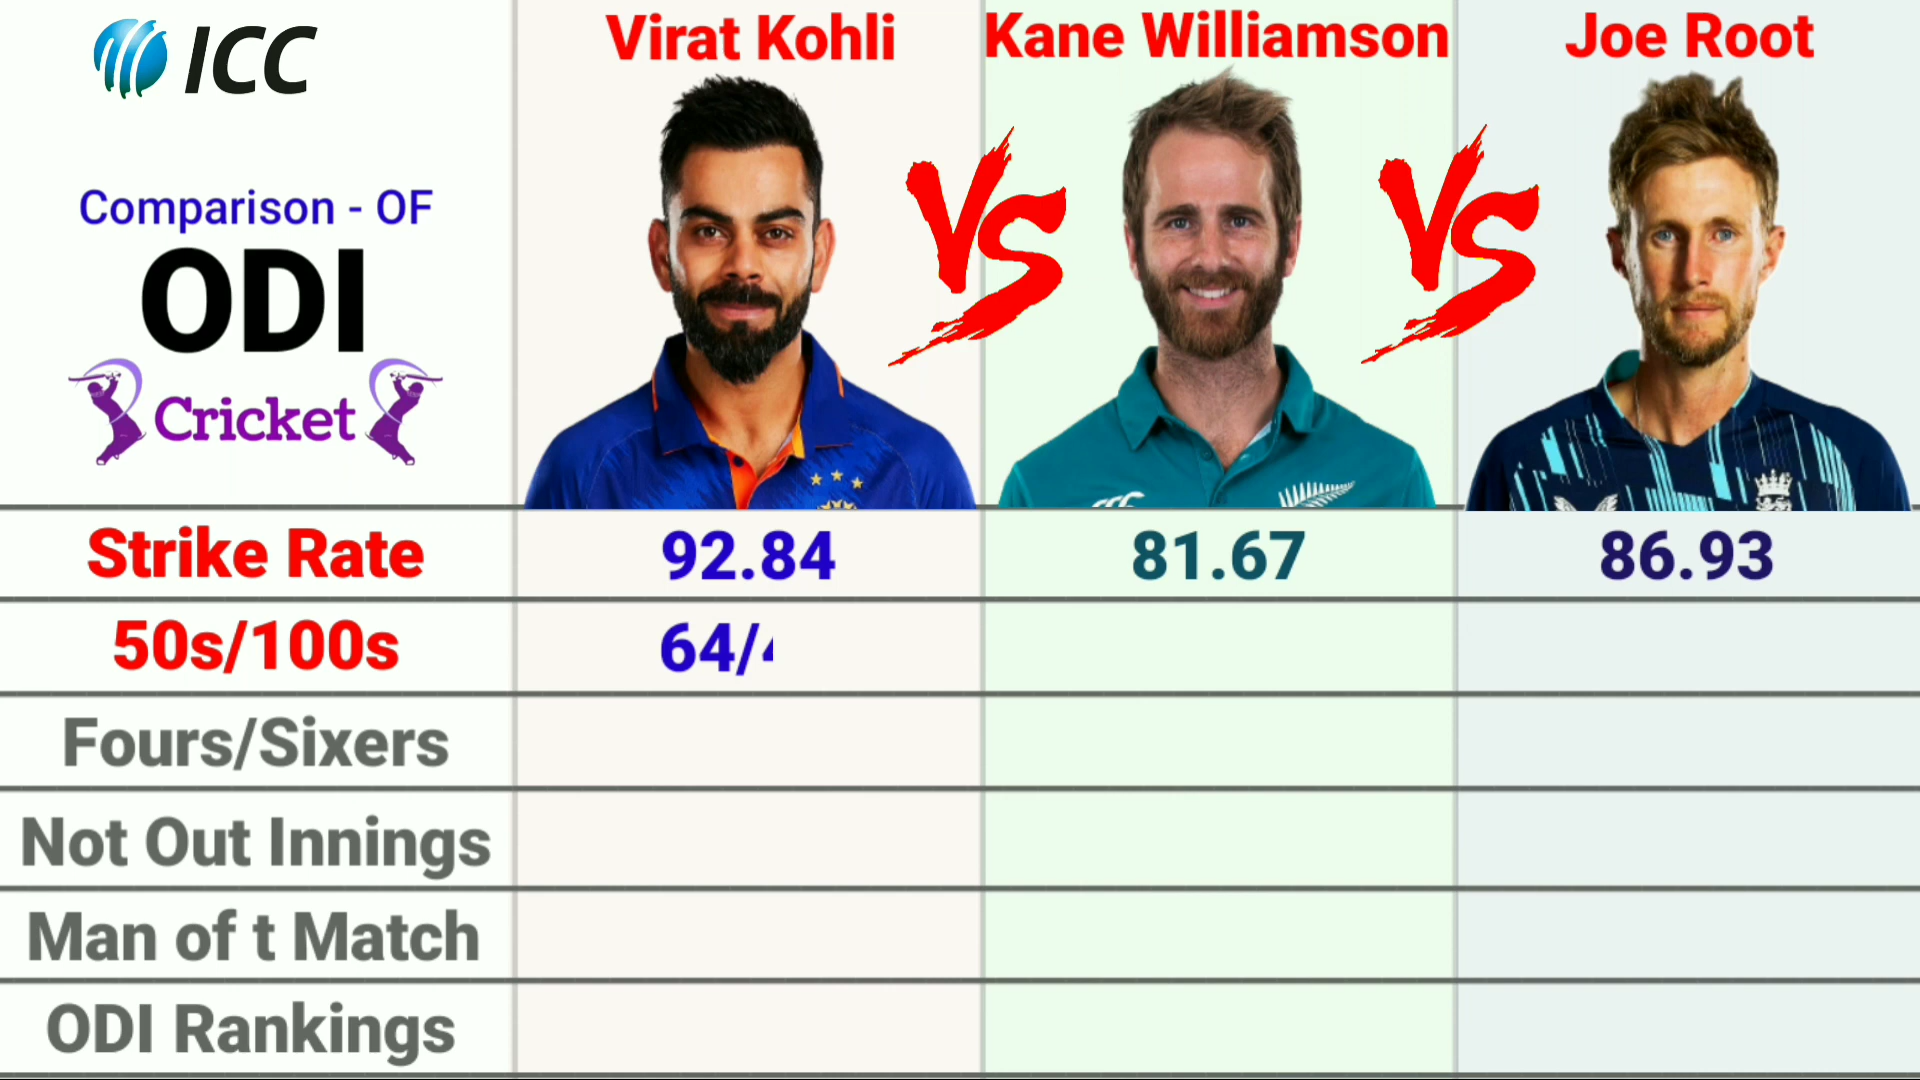 ICC
Virat Kohli
Kane Williamson
Joe Root
VS
VS
Comparison - OF
ODI
Cricket
Strike Rate 92.84 81.67 86.93
50s/100s 64/
Fours/Sixers
Not Out Innings
Man of t Match
ODI Rankings